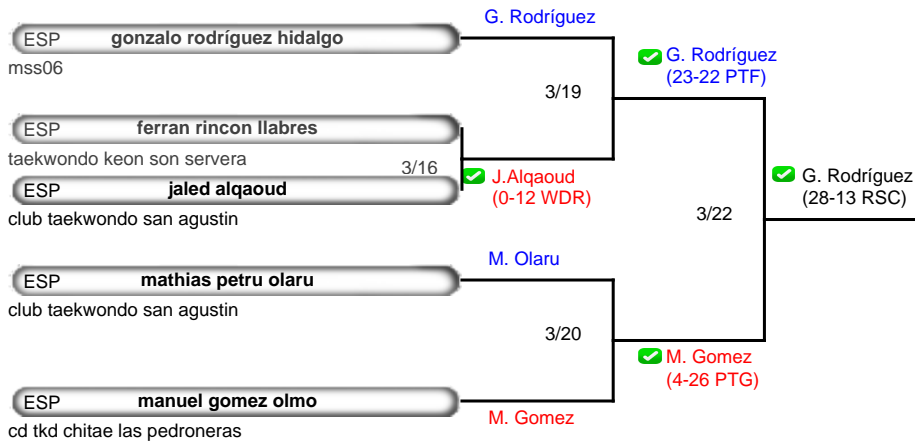 G. Rodríguez
ESP gonzalo rodríguez hidalgo
mss06
G. Rodríguez
(23-22 PTF)
3/19
ESP ferran rincon llabres
taekwondo keon son servera
3/16
ESP jaled alqaoud
club taekwondo san agustin
J.Alqaoud
(0-12 WDR)
G. Rodríguez
(28-13 RSC)
3/22
M. Olaru
ESP mathias petru olaru
club taekwondo san agustin
3/20
M. Gomez
(4-26 PTG)
ESP manuel gomez olmo
cd tkd chitae las pedroneras
M. Gomez